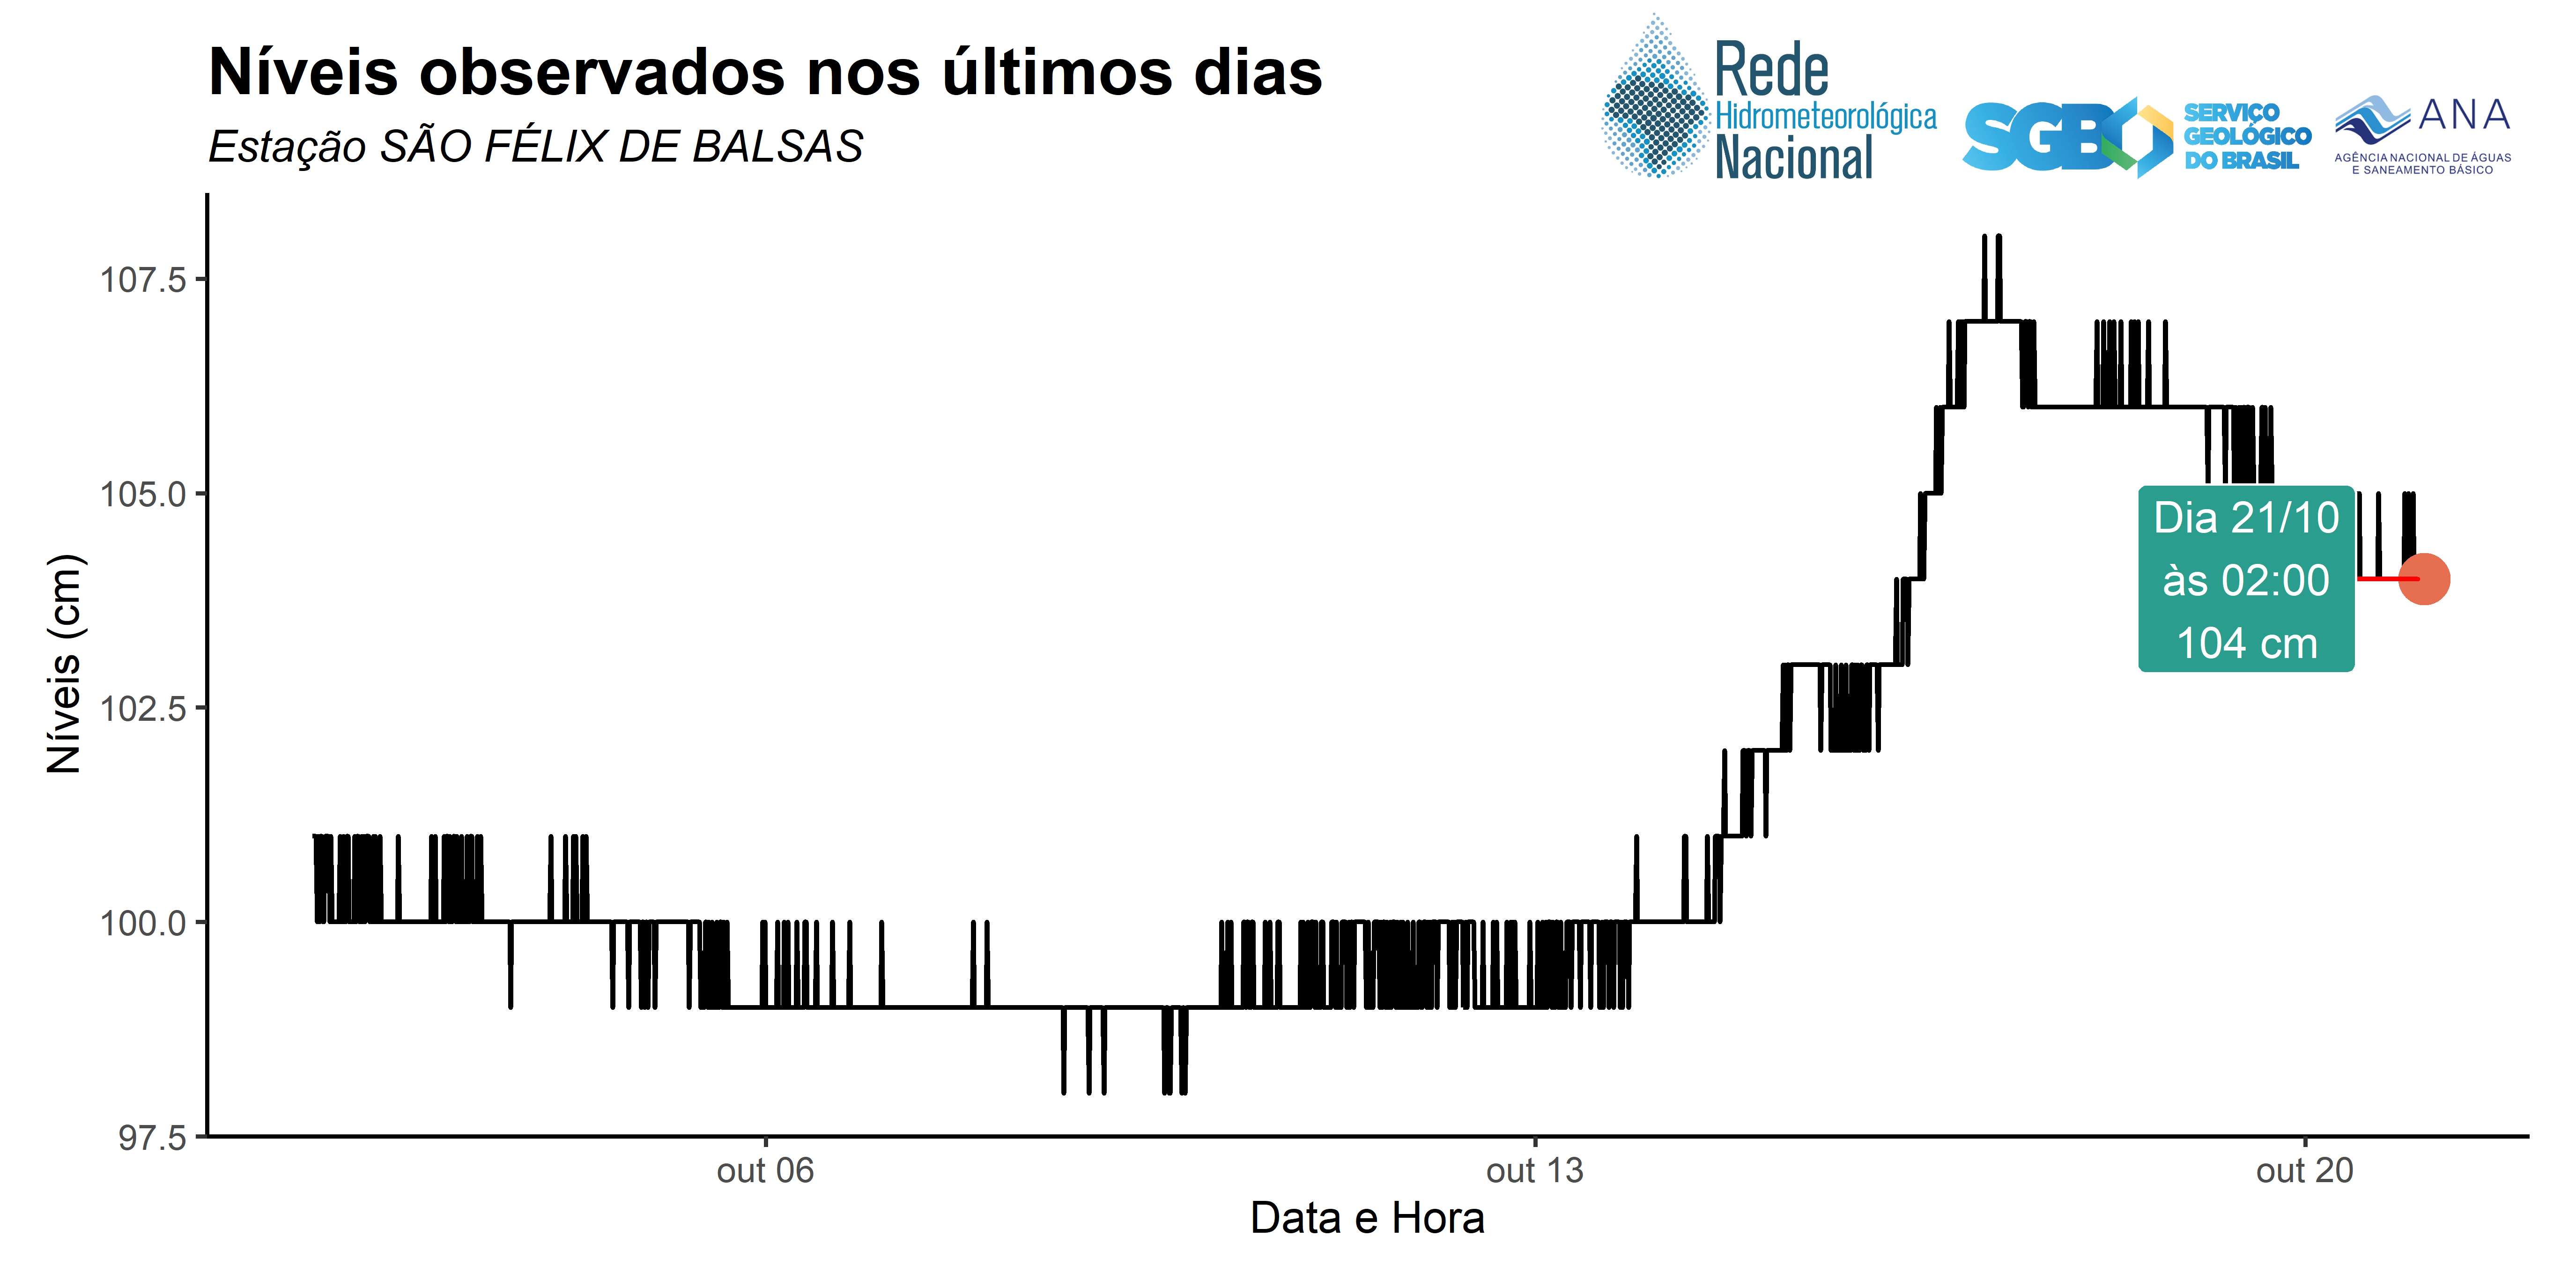 Níveis observados nos últimos dias
Estação SÃO FÉLIX DE BALSAS
Rede
Hidrometeorológica
Nacional
SGB
SERVIÇO
GEOLÓGICO
DO BRASIL
ANA
AGÊNCIA NACIONAL DE ÁGUAS
E SANEAMENTO BÁSICO
Níveis (cm)
107.5
105.0
102.5
100.0
97.5
Dia 21/10
às 02:00
104 cm
out 06
out 13
out 20
Data e Hora